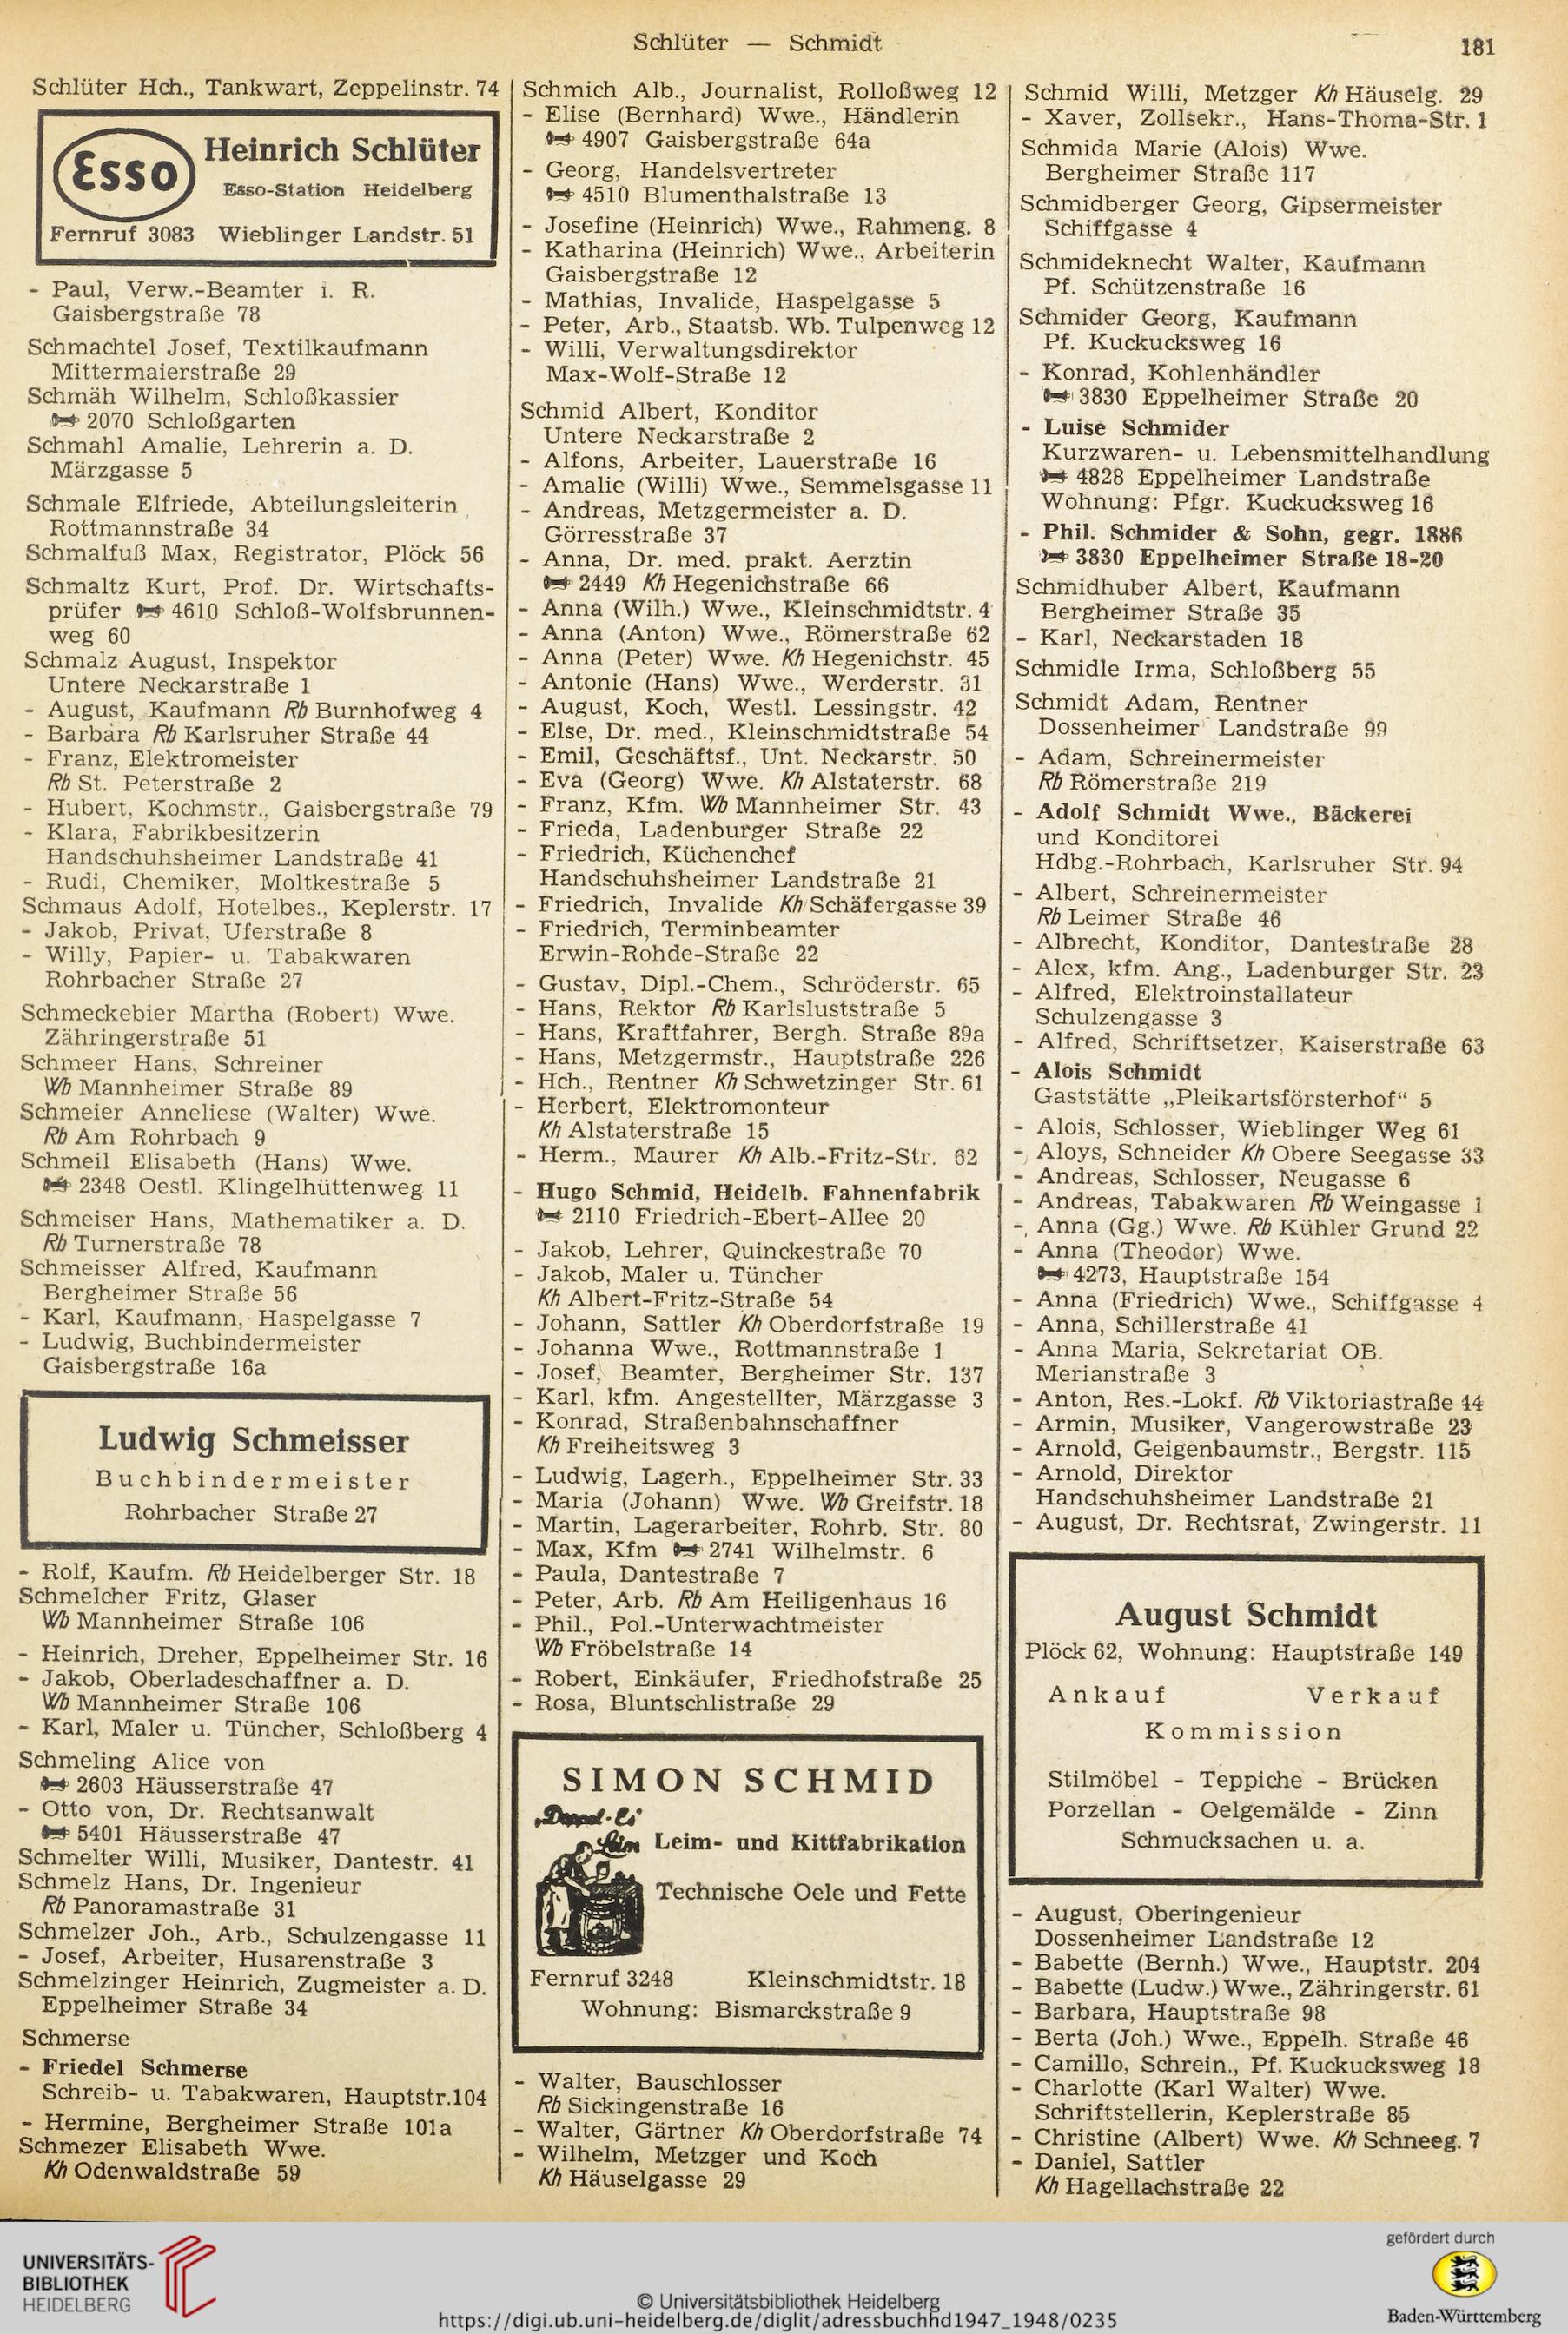 Schlüter — Schmidt
181
Schlüter Hch., Tankwart, Zeppelinstr. 74
Esso
Heinrich Schlüter
Esso-Station Heidelberg
Fernruf 3083 Wieblinger Landstr. 51
- Paul, Verw.-Beamter i. R.
Gaisbergstraße 78
Schmachtel Josef, Textilkaufmann
Mittermaierstraße 29
Schmäh Wilhelm, Schloßkassier
2070 Schloßgarten
Schmahl Amalie, Lehrerin a. D.
Märzgasse 5
Schmale Elfriede, Abteilungsleiterin
Rottmannstraße 34
Schmalfuß Max, Registrator, Plöck 56
Schmaltz Kurt, Prof. Dr. Wirtschafts-
prüfer 4610 Schloß-Wolfsbrunnen-
weg 60
Schmalz August, Inspektor
Untere Neckarstraße 1
- August, Kaufmann Rb Burnhofweg 4
- Barbara Rb Karlsruher Straße 44
- Franz, Elektromeister
Rb St. Peterstraße 2
- Hubert, Kochmstr., Gaisbergstraße 79
- Klara, Fabrikbesitzerin
Handschuhsheimer Landstraße 41
- Rudi, Chemiker, Moltkestraße 5
Schmaus Adolf, Hotelbes., Keplerstr. 17
- Jakob, Privat, Uferstraße 8
- Willy, Papier- u. Tabakwaren
Rohrbacher Straße 27
Schmeckebier Martha (Robert) Wwe.
Zähringerstraße 51
Schmeer Hans, Schreiner
Wb Mannheimer Straße 89
Schmeier Anneliese (Walter) Wwe.
Rb Am Rohrbach 9
Schmeil Elisabeth (Hans) Wwe.
2348 Oestl. Klingelhüttenweg 11
Schmeiser Hans, Mathematiker a. D.
Rb Turnerstraße 78
Schmeisser Alfred, Kaufmann
Bergheimer Straße 56
- Karl, Kaufmann, Haspelgasse 7
- Ludwig, Buchbindermeister
Gaisbergstraße 16a
Ludwig Schmeisser
Buchbindermeister
Rohrbacher Straße 27
- Rolf, Kaufm. Rb Heidelberger Str. 18
Schmelcher Fritz, Glaser
Wb Mannheimer Straße 106
- Heinrich, Dreher, Eppelheimer Str. 16
- Jakob, Oberladeschaffner a. D.
Wb Mannheimer Straße 106
- Karl, Maler u. Tüncher, Schloßberg 4
Schmeling Alice von
2603 Häusserstraße 47
- Otto von, Dr. Rechtsanwalt
5401 Häusserstraße 47
Schmelter Willi, Musiker, Dantestr. 41
Schmelz Hans, Dr. Ingenieur
Rb Panoramastraße 31
Schmelzer Joh., Arb., Schulzengasse 11
- Josef, Arbeiter, Husarenstraße 3
Schmelzinger Heinrich, Zugmeister a. D.
Eppelheimer Straße 34
Schmerse
- Friedel Schmerse
Schreib- u. Tabakwaren, Hauptstr.104
- Hermine, Bergheimer Straße 101a
Schmezer Elisabeth Wwe.
Kh Odenwaldstraße 59
Schmich Alb., Journalist, Rolloßweg 12
- Elise (Bernhard) Wwe., Händlerin
4907 Gaisbergstraße 64a
- Georg, Handelsvertreter
4510 Blumenthalstraße 13
- Josefine (Heinrich) Wwe., Rahmeng. 8
- Katharina (Heinrich) Wwe., Arbeiterin
Gaisbergstraße 12
- Mathias, Invalide, Haspelgasse 5
- Peter, Arb., Staatsb. Wb. Tulpenweg 12
- Willi, Verwaltungsdirektor
Max-Wolf-Straße 12
Schmid Albert, Konditor
Untere Neckarstraße 2
- Alfons, Arbeiter, Lauerstraße 16
- Amalie (Willi) Wwe., Semmelsgasse 11
- Andreas, Metzgermeister a. D.
Görresstraße 37
- Anna, Dr. med. prakt. Aerztin
2449 Kh Hegenichstraße 66
- Anna (Wilh.) Wwe., Kleinschmidtstr. 4
- Anna (Anton) Wwe., Römerstraße 62
- Anna (Peter) Wwe. Kh Hegenichstr. 45
- Antonie (Hans) Wwe., Werderstr. 31
- August, Koch, Westl. Lessingstr. 42
- Else, Dr. med., Kleinschmidtstraße 54
- Emil, Geschäftsf., Unt. Neckarstr. 50
- Eva (Georg) Wwe. Kh Alstaterstr. 68
- Franz, Kfm. Wb Mannheimer Str. 43
- Frieda, Ladenburger Straße 22
- Friedrich, Küchenchef
Handschuhsheimer Landstraße 21
- Friedrich, Invalide Kh Schäfergasse 39
- Friedrich, Terminbeamter
Erwin-Rohde-Straße 22
- Gustav, Dipl.-Chem., Schröderstr. 65
- Hans, Rektor Rb Karlsluststraße 5
- Hans, Kraftfahrer, Bergh. Straße 89a
- Hans, Metzgermstr., Hauptstraße 226
- Hch., Rentner Kh Schwetzinger Str. 61
- Herbert, Elektromonteur
Kh Alstaterstraße 15
- Herm., Maurer Kh Alb.-Fritz-Str. 62
- Hugo Schmid, Heidelb. Fahnenfabrik
2110 Friedrich-Ebert-Allee 20
- Jakob, Lehrer, Quinckestraße 70
- Jakob, Maler u. Tüncher
Kh Albert-Fritz-Straße 54
- Johann, Sattler Kh Oberdorfstraße 19
- Johanna Wwe., Rottmannstraße 1
- Josef, Beamter, Bergheimer Str. 137
- Karl, kfm. Angestellter, Märzgasse 3
- Konrad, Straßenbahnschaffner
Kh Freiheitsweg 3
- Ludwig, Lagerh., Eppelheimer Str. 33
- Maria (Johann) Wwe. Wb Greifstr. 18
- Martin, Lagerarbeiter, Rohrb. Str. 80
- Max, Kfm 2741 Wilhelmstr. 6
- Paula, Dantestraße 7
- Peter, Arb. Rb Am Heiligenhaus 16
- Phil., Pol.-Unterwachtmeister
Wb Fröbelstraße 14
- Robert, Einkäufer, Friedhofstraße 25
- Rosa, Bluntschlistraße 29
SIMON SCHMID
Leim- und Kittfabrikation
Technische Oele und Fette
Fernruf 3248 Kleinschmidtstr. 18
Wohnung: Bismarckstraße 9
- Walter, Bauschlosser
Rb Sickingenstraße 16
- Walter, Gärtner Kh Oberdorfstraße 74
- Wilhelm, Metzger und Koch
Kh Häuselgasse 29
Schmid Willi, Metzger Kh Häuselg. 29
- Xaver, Zollsekr., Hans-Thoma-Str. 1
Schmida Marie (Alois) Wwe.
Bergheimer Straße 117
Schmidberger Georg, Gipsermeister
Schiffgasse 4
Schmideknecht Walter, Kaufmann
Pf. Schützenstraße 16
Schmider Georg, Kaufmann
Pf. Kuckucksweg 16
- Konrad, Kohlenhändler
3830 Eppelheimer Straße 20
- Luise Schmider
Kurzwaren- u. Lebensmittelhandlung
4828 Eppelheimer Landstraße
Wohnung: Pfgr. Kuckucksweg 16
- Phil. Schmider & Sohn, gegr. 1886
3830 Eppelheimer Straße 18-20
Schmidhuber Albert, Kaufmann
Bergheimer Straße 35
- Karl, Neckarstaden 18
Schmidle Irma, Schloßberg 55
Schmidt Adam, Rentner
Dossenheimer Landstraße 99
- Adam, Schreinermeister
Rb Römerstraße 219
- Adolf Schmidt Wwe., Bäckerei
und Konditorei
Hdbg.-Rohrbach, Karlsruher Str. 94
- Albert, Schreinermeister
Rb Leimer Straße 46
- Albrecht, Konditor, Dantestraße 28
- Alex, kfm. Ang., Ladenburger Str. 23
- Alfred, Elektroinstallateur
Schulzengasse 3
- Alfred, Schriftsetzer, Kaiserstraße 63
- Alois Schmidt
Gaststätte „Pleikartsförsterhof“ 5
- Alois, Schlosser, Wieblinger Weg 61
- Aloys, Schneider Kh Obere Seegasse 33
- Andreas, Schlosser, Neugasse 6
- Andreas, Tabakwaren Rb Weingasse 1
- Anna (Gg.) Wwe. Rb Kühler Grund 22
- Anna (Theodor) Wwe.
4273, Hauptstraße 154
- Anna (Friedrich) Wwe., Schiffgasse 4
- Anna, Schillerstraße 41
- Anna Maria, Sekretariat OB.
Merianstraße 3
- Anton, Res.-Lokf. Rb Viktoriastraße 44
- Armin, Musiker, Vangerowstraße 23
- Arnold, Geigenbaumstr., Bergstr. 115
- Arnold, Direktor
Handschuhsheimer Landstraße 21
- August, Dr. Rechtsrat, Zwingerstr. 11
August Schmidt
Plöck 62, Wohnung: Hauptstraße 149
Ankauf Verkauf
Kommission
Stilmöbel - Teppiche - Brücken
Porzellan - Oelgemälde - Zinn
Schmucksachen u. a.
- August, Oberingenieur
Dossenheimer Landstraße 12
- Babette (Bernh.) Wwe., Hauptstr. 204
- Babette (Ludw.) Wwe., Zähringerstr. 61
- Barbara, Hauptstraße 98
- Berta (Joh.) Wwe., Eppelh. Straße 46
- Camillo, Schrein., Pf. Kuckucksweg 18
- Charlotte (Karl Walter) Wwe.
Schriftstellerin, Keplerstraße 85
- Christine (Albert) Wwe. Kh Schneeg. 7
- Daniel, Sattler
Kh Hagellachstraße 22
UNIVERSITÄTS-
BIBLIOTHEK
HEIDELBERG
© Universitätsbibliothek Heidelberg
https://digi.ub.uni-heidelberg.de/diglit/adressbuchhd1947_1948/0235
gefördert durch
Baden-Württemberg